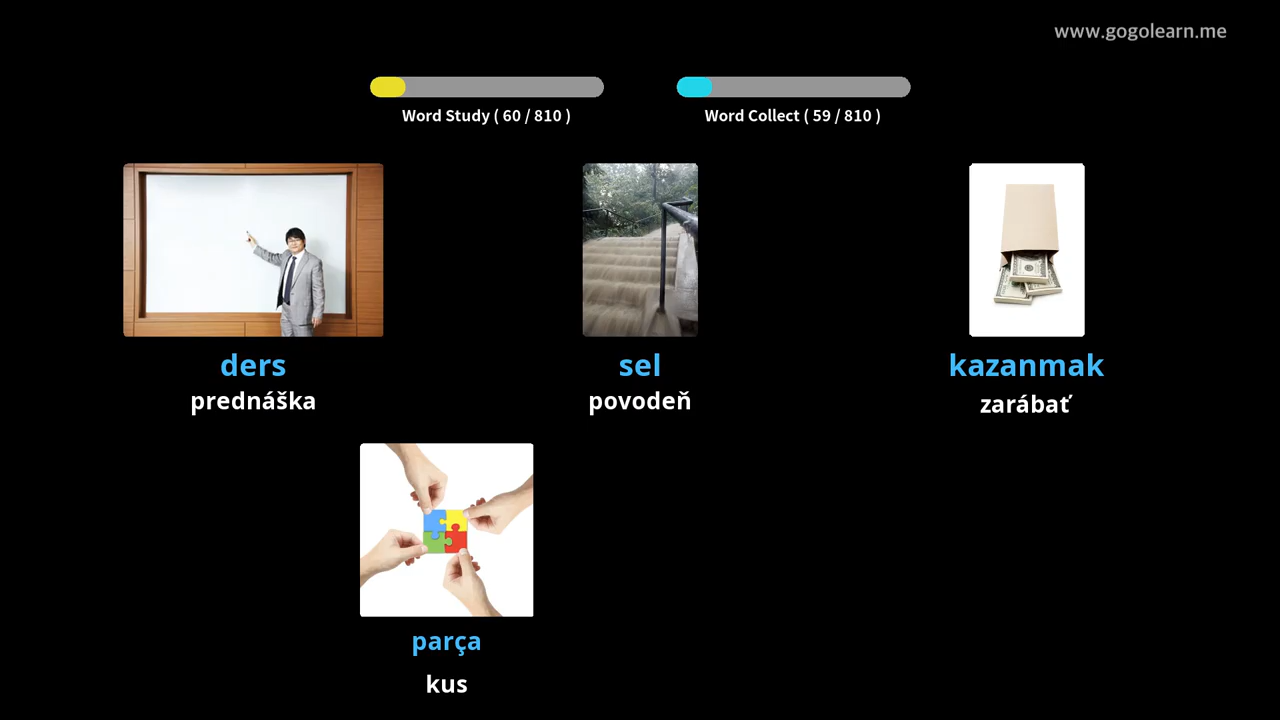 www.gogolearn.me
Word Study ( 60 / 810 )
Word Collect ( 59 / 810 )
ders
prednáška
sel
povodeň
kazanmak
zarábať
parça
kus